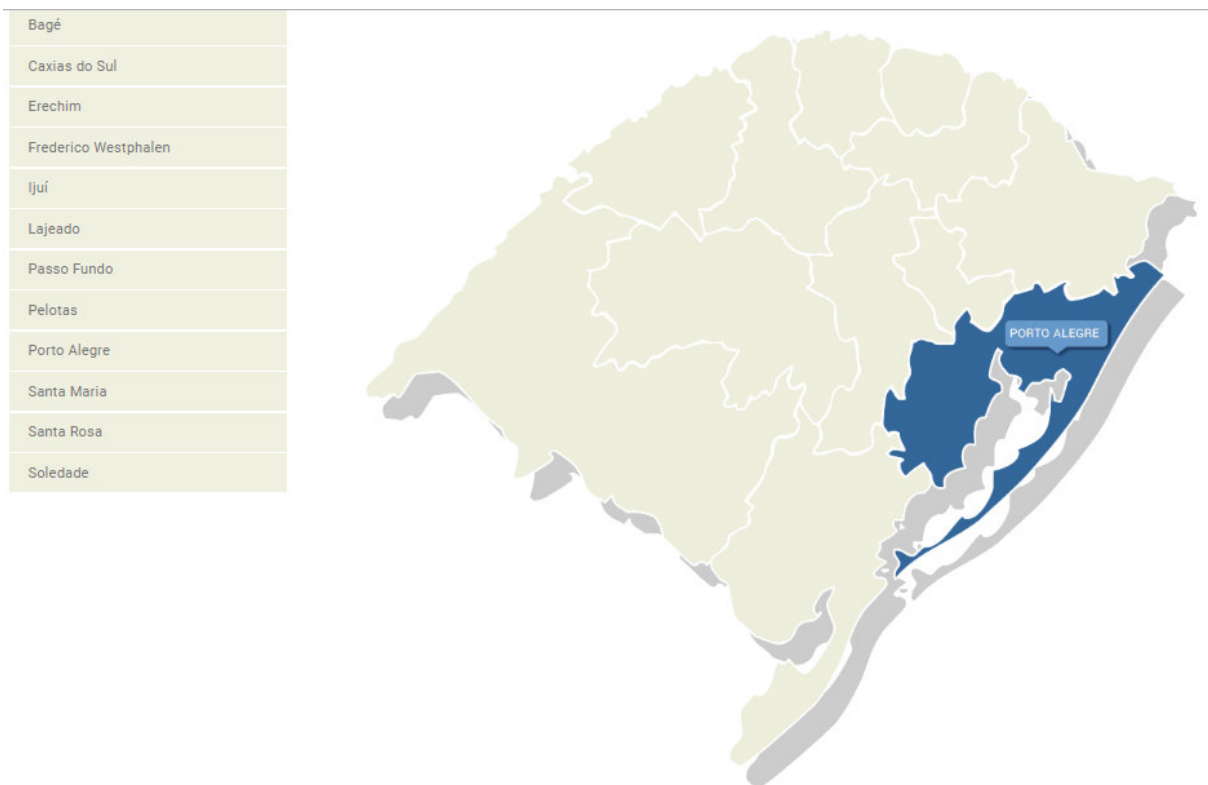 Bagé
Caxias do Sul
Erechim
Frederico Westphalen
Ijuí
Lajeado
Passo Fundo
Pelotas
Porto Alegre
Santa Maria
Santa Rosa
Soledade
PORTO ALEGRE